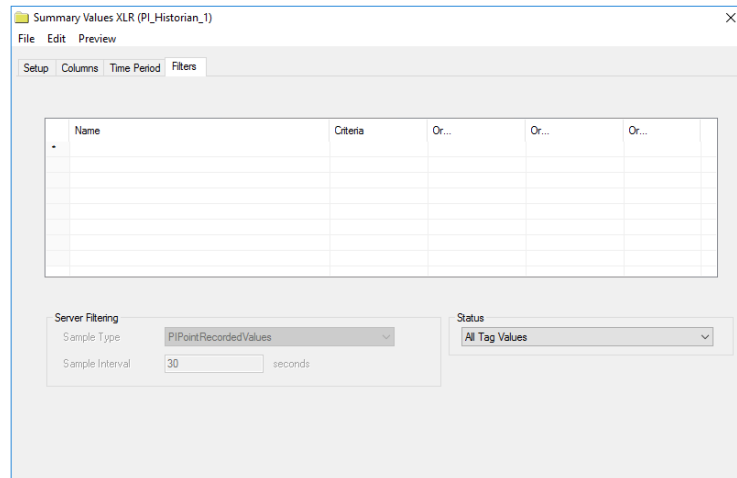 Summary Values XLR (PI_Historian_1)
File Edit Preview
Setup Columns Time Period Filters
Name Criteria Or... Or... Or...
Server Filtering Status
Sample Type PIPointRecordedValues All Tag Values
Sample Interval 30 seconds